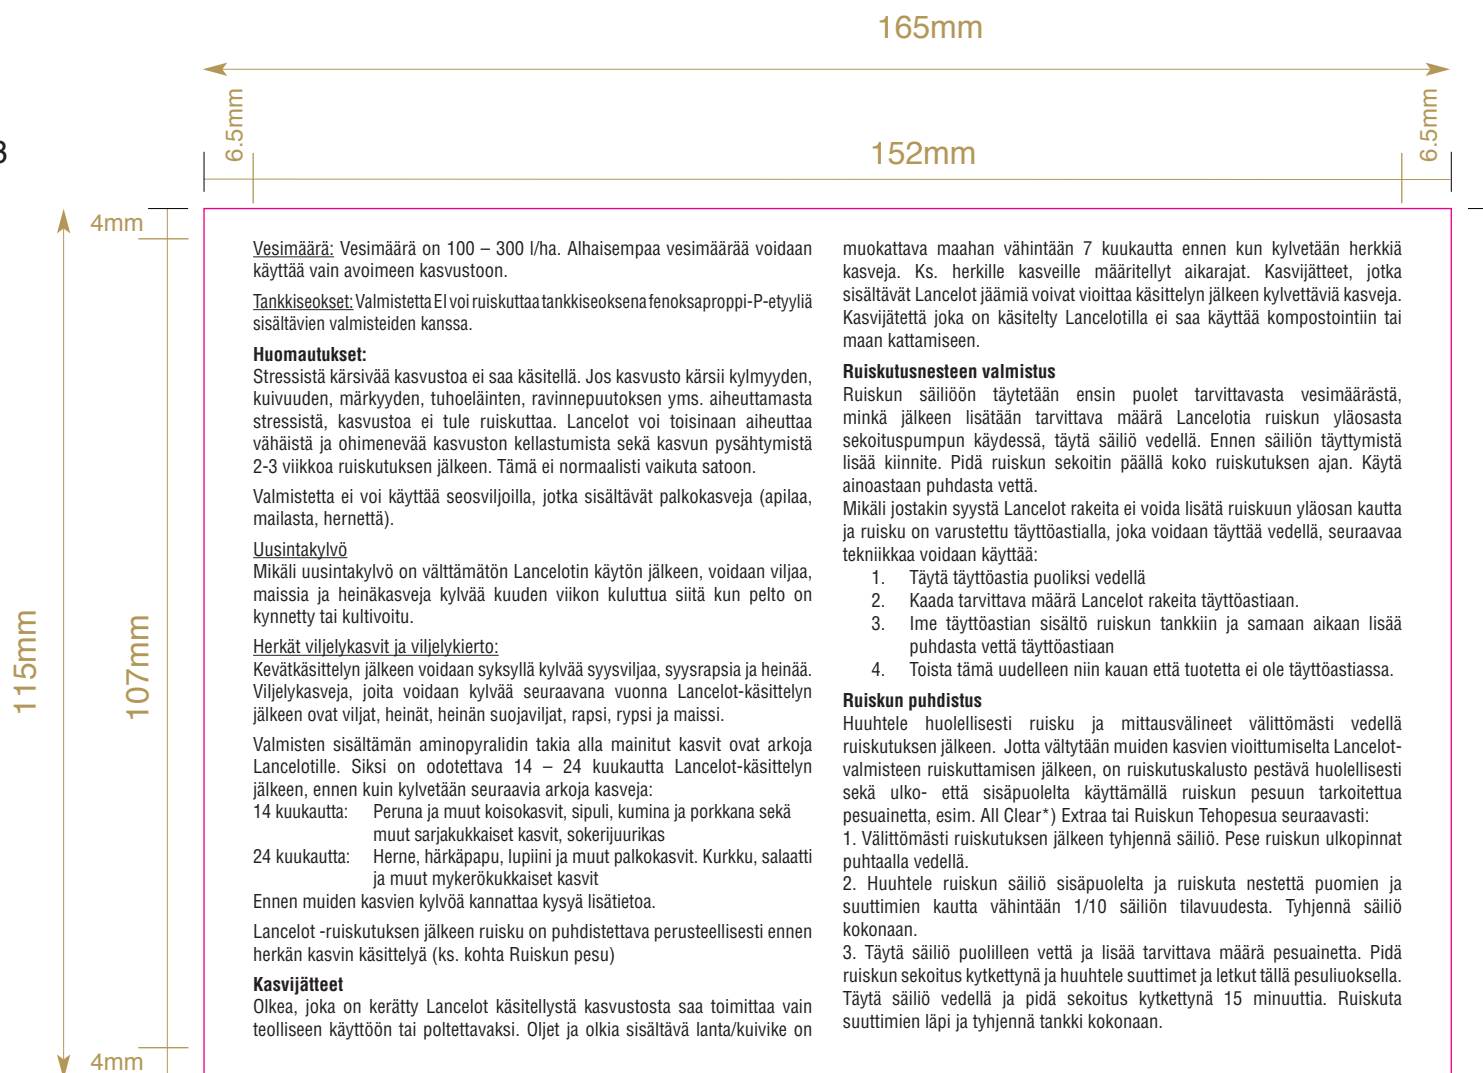 165mm
6.5mm
6.5mm
152mm
3
4mm
115mm
107mm
4mm
Vesimäärä: Vesimäärä on 100 – 300 l/ha. Alhaisempaa vesimäärää voidaan
käyttää vain avoimeen kasvustoon.
Tankkiseokset: Valmistetta EI voi ruiskuttaa tankkiseoksena fenoksaproppi-P-etyyliä
sisältävien valmisteiden kanssa.
Huomautukset:
Stressistä kärsivää kasvustoa ei saa käsitellä. Jos kasvusto kärsii kylmyyden,
kuivuuden, märkyyden, tuhoeläinten, ravinnepuutoksen yms. aiheuttamasta
stressistä, kasvustoa ei tule ruiskuttaa. Lancelot voi toisinaan aiheuttaa
vähäistä ja ohimenevää kasvuston kellastumista sekä kasvun pysähtymistä
2-3 viikkoa ruiskutuksen jälkeen. Tämä ei normaalisti vaikuta satoon.
Valmistetta ei voi käyttää seosviljoilla, jotka sisältävät palkokasveja (apilaa,
mailasta, hernettä).
Uusintakylvö
Mikäli uusintakylvö on välttämätön Lancelotin käytön jälkeen, voidaan viljaa,
maissia ja heinäkasveja kylvää kuuden viikon kuluttua siitä kun pelto on
kynnetty tai kultivoitu.
Herkät viljelykasvit ja viljelykierto:
Kevätkäsittelyn jälkeen voidaan syksyllä kylvää syysviljaa, syysrapsia ja heinää.
Viljelykasveja, joita voidaan kylvää seuraavana vuonna Lancelot-käsittelyn
jälkeen ovat viljat, heinät, heinän suojaviljat, rapsi, rypsi ja maissi.
Valmisten sisältämän aminopyralidin takia alla mainitut kasvit ovat arkoja
Lancelotille. Siksi on odotettava 14 – 24 kuukautta Lancelot-käsittelyn
jälkeen, ennen kuin kylvetään seuraavia arkoja kasveja:
14 kuukautta: Peruna ja muut koisokasvit, sipuli, kumina ja porkkana sekä
muut sarjakukkaiset kasvit, sokerijuurikas
24 kuukautta: Herne, härkäpapu, lupiini ja muut palkokasvit. Kurkku, salaatti
ja muut mykerökukkaiset kasvit
Ennen muiden kasvien kylvöä kannattaa kysyä lisätietoa.
Lancelot -ruiskutuksen jälkeen ruisku on puhdistettava perusteellisesti ennen
herkän kasvin käsittelyä (ks. kohta Ruiskun pesu)
Kasvijätteet
Olkea, joka on kerätty Lancelot käsitellystä kasvustosta saa toimittaa vain
teolliseen käyttöön tai poltettavaksi. Oljet ja olkia sisältävä lanta/kuivike on
muokattava maahan vähintään 7 kuukautta ennen kun kylvetään herkkiä
kasveja. Ks. herkille kasveille määritellyt aikarajat. Kasvijätteet, jotka
sisältävät Lancelot jäämiä voivat vioittaa käsittelyn jälkeen kylvettäviä kasveja.
Kasvijätettä joka on käsitelty Lancelotilla ei saa käyttää kompostointiin tai
maan kattamiseen.
Ruiskutusnesteen valmistus
Ruiskun säiliöön täytetään ensin puolet tarvittavasta vesimäärästä,
minkä jälkeen lisätään tarvittava määrä Lancelotia ruiskun yläosasta
sekoituspumpun käydessä, täytä säiliö vedellä. Ennen säiliön täyttymistä
lisää kiinnite. Pidä ruiskun sekoitin päällä koko ruiskutuksen ajan. Käytä
ainoastaan puhdasta vettä.
Mikäli jostakin syystä Lancelot rakeita ei voida lisätä ruiskuun yläosan kautta
ja ruisku on varustettu täyttöastialla, joka voidaan täyttää vedellä, seuraavaa
tekniikkaa voidaan käyttää:
1. Täytä täyttöastia puoliksi vedellä
2. Kaada tarvittava määrä Lancelot rakeita täyttöastiaan.
3. Ime täyttöastian sisältö ruiskun tankkiin ja samaan aikaan lisää
puhdasta vettä täyttöastiaan
4. Toista tämä uudelleen niin kauan että tuotetta ei ole täyttöastiassa.
Ruiskun puhdistus
Huuhtele huolellisesti ruisku ja mittausvälineet välittömästi vedellä
ruiskutuksen jälkeen. Jotta vältytään muiden kasvien vioittumiselta Lancelot-
valmisteen ruiskuttamisen jälkeen, on ruiskutuskalusto pestävä huolellisesti
sekä ulko- että sisäpuolelta käyttämällä ruiskun pesuun tarkoitettua
pesuainetta, esim. All Clear*) Extraa tai Ruiskun Tehopesua seuraavasti:
1. Välittömästi ruiskutuksen jälkeen tyhjennä säiliö. Pese ruiskun ulkopinnat
puhtaalla vedellä.
2. Huuhtele ruiskun säiliö sisäpuolelta ja ruiskuta nestettä puomien ja
suuttimien kautta vähintään 1/10 säiliön tilavuudesta. Tyhjennä säiliö
kokonaan.
3. Täytä säiliö puolilleen vettä ja lisää tarvittava määrä pesuainetta. Pidä
ruiskun sekoitus kytkettynä ja huuhtele suuttimet ja letkut tällä pesuliuoksella.
Täytä säiliö vedellä ja pidä sekoitus kytkettynä 15 minuuttia. Ruiskuta
suuttimien läpi ja tyhjennä tankki kokonaan.